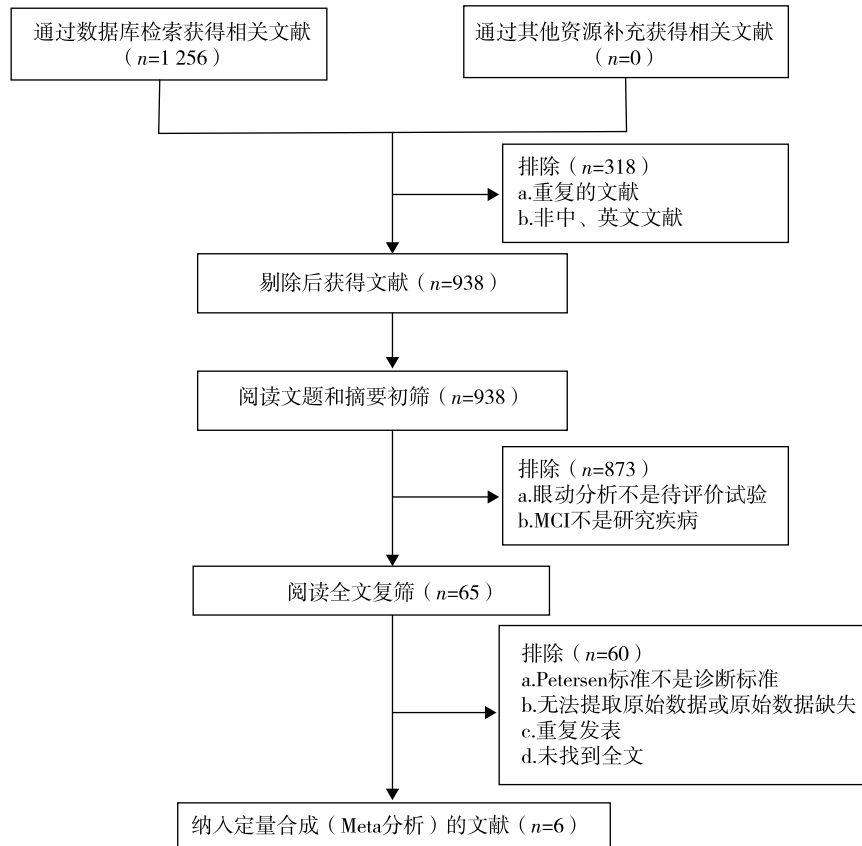 通过数据库检索获得相关文献
（n=1 256）
通过其他资源补充获得相关文献
（n=0）
排除（n=318）
a.重复的文献
b.非中、英文文献
剔除后获得文献（n=938）
阅读文题和摘要初筛（n=938）
排除（n=873）
a.眼动分析不是待评价试验
b.MCI不是研究疾病
阅读全文复筛（n=65）
排除（n=60）
a.Petersen标准不是诊断标准
b.无法提取原始数据或原始数据缺失
c.重复发表
d.未找到全文
纳入定量合成（Meta分析）的文献（n=6）